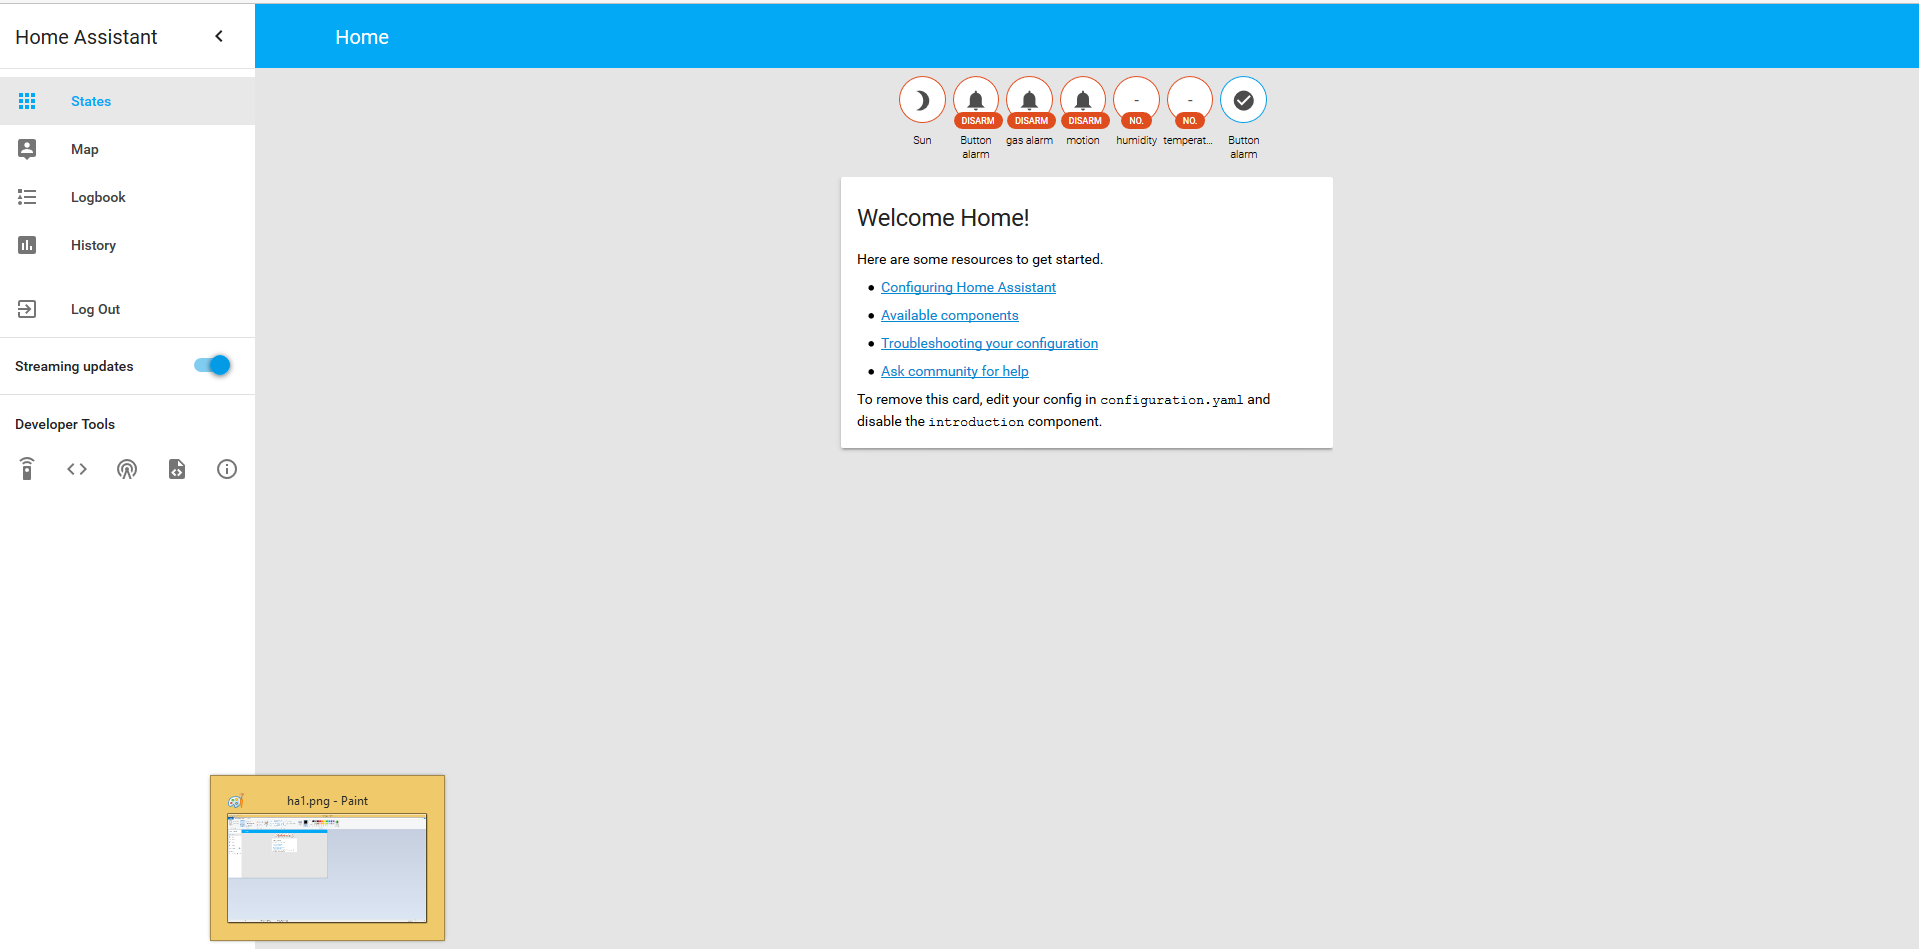 Home Assistant
Home
States
Map
Logbook
History
Log Out
Streaming updates
Developer Tools
DISARM
DISARM
DISARM
NO.
NO.
Sun
Button
alarm
gas alarm
motion
humidity
temperat...
Button
alarm
Welcome Home!
Here are some resources to get started.
Configuring Home Assistant
Available components
Troubleshooting your configuration
Ask community for help
To remove this card, edit your config in configuration.yaml and
disable the introduction component.
ha1.png - Paint